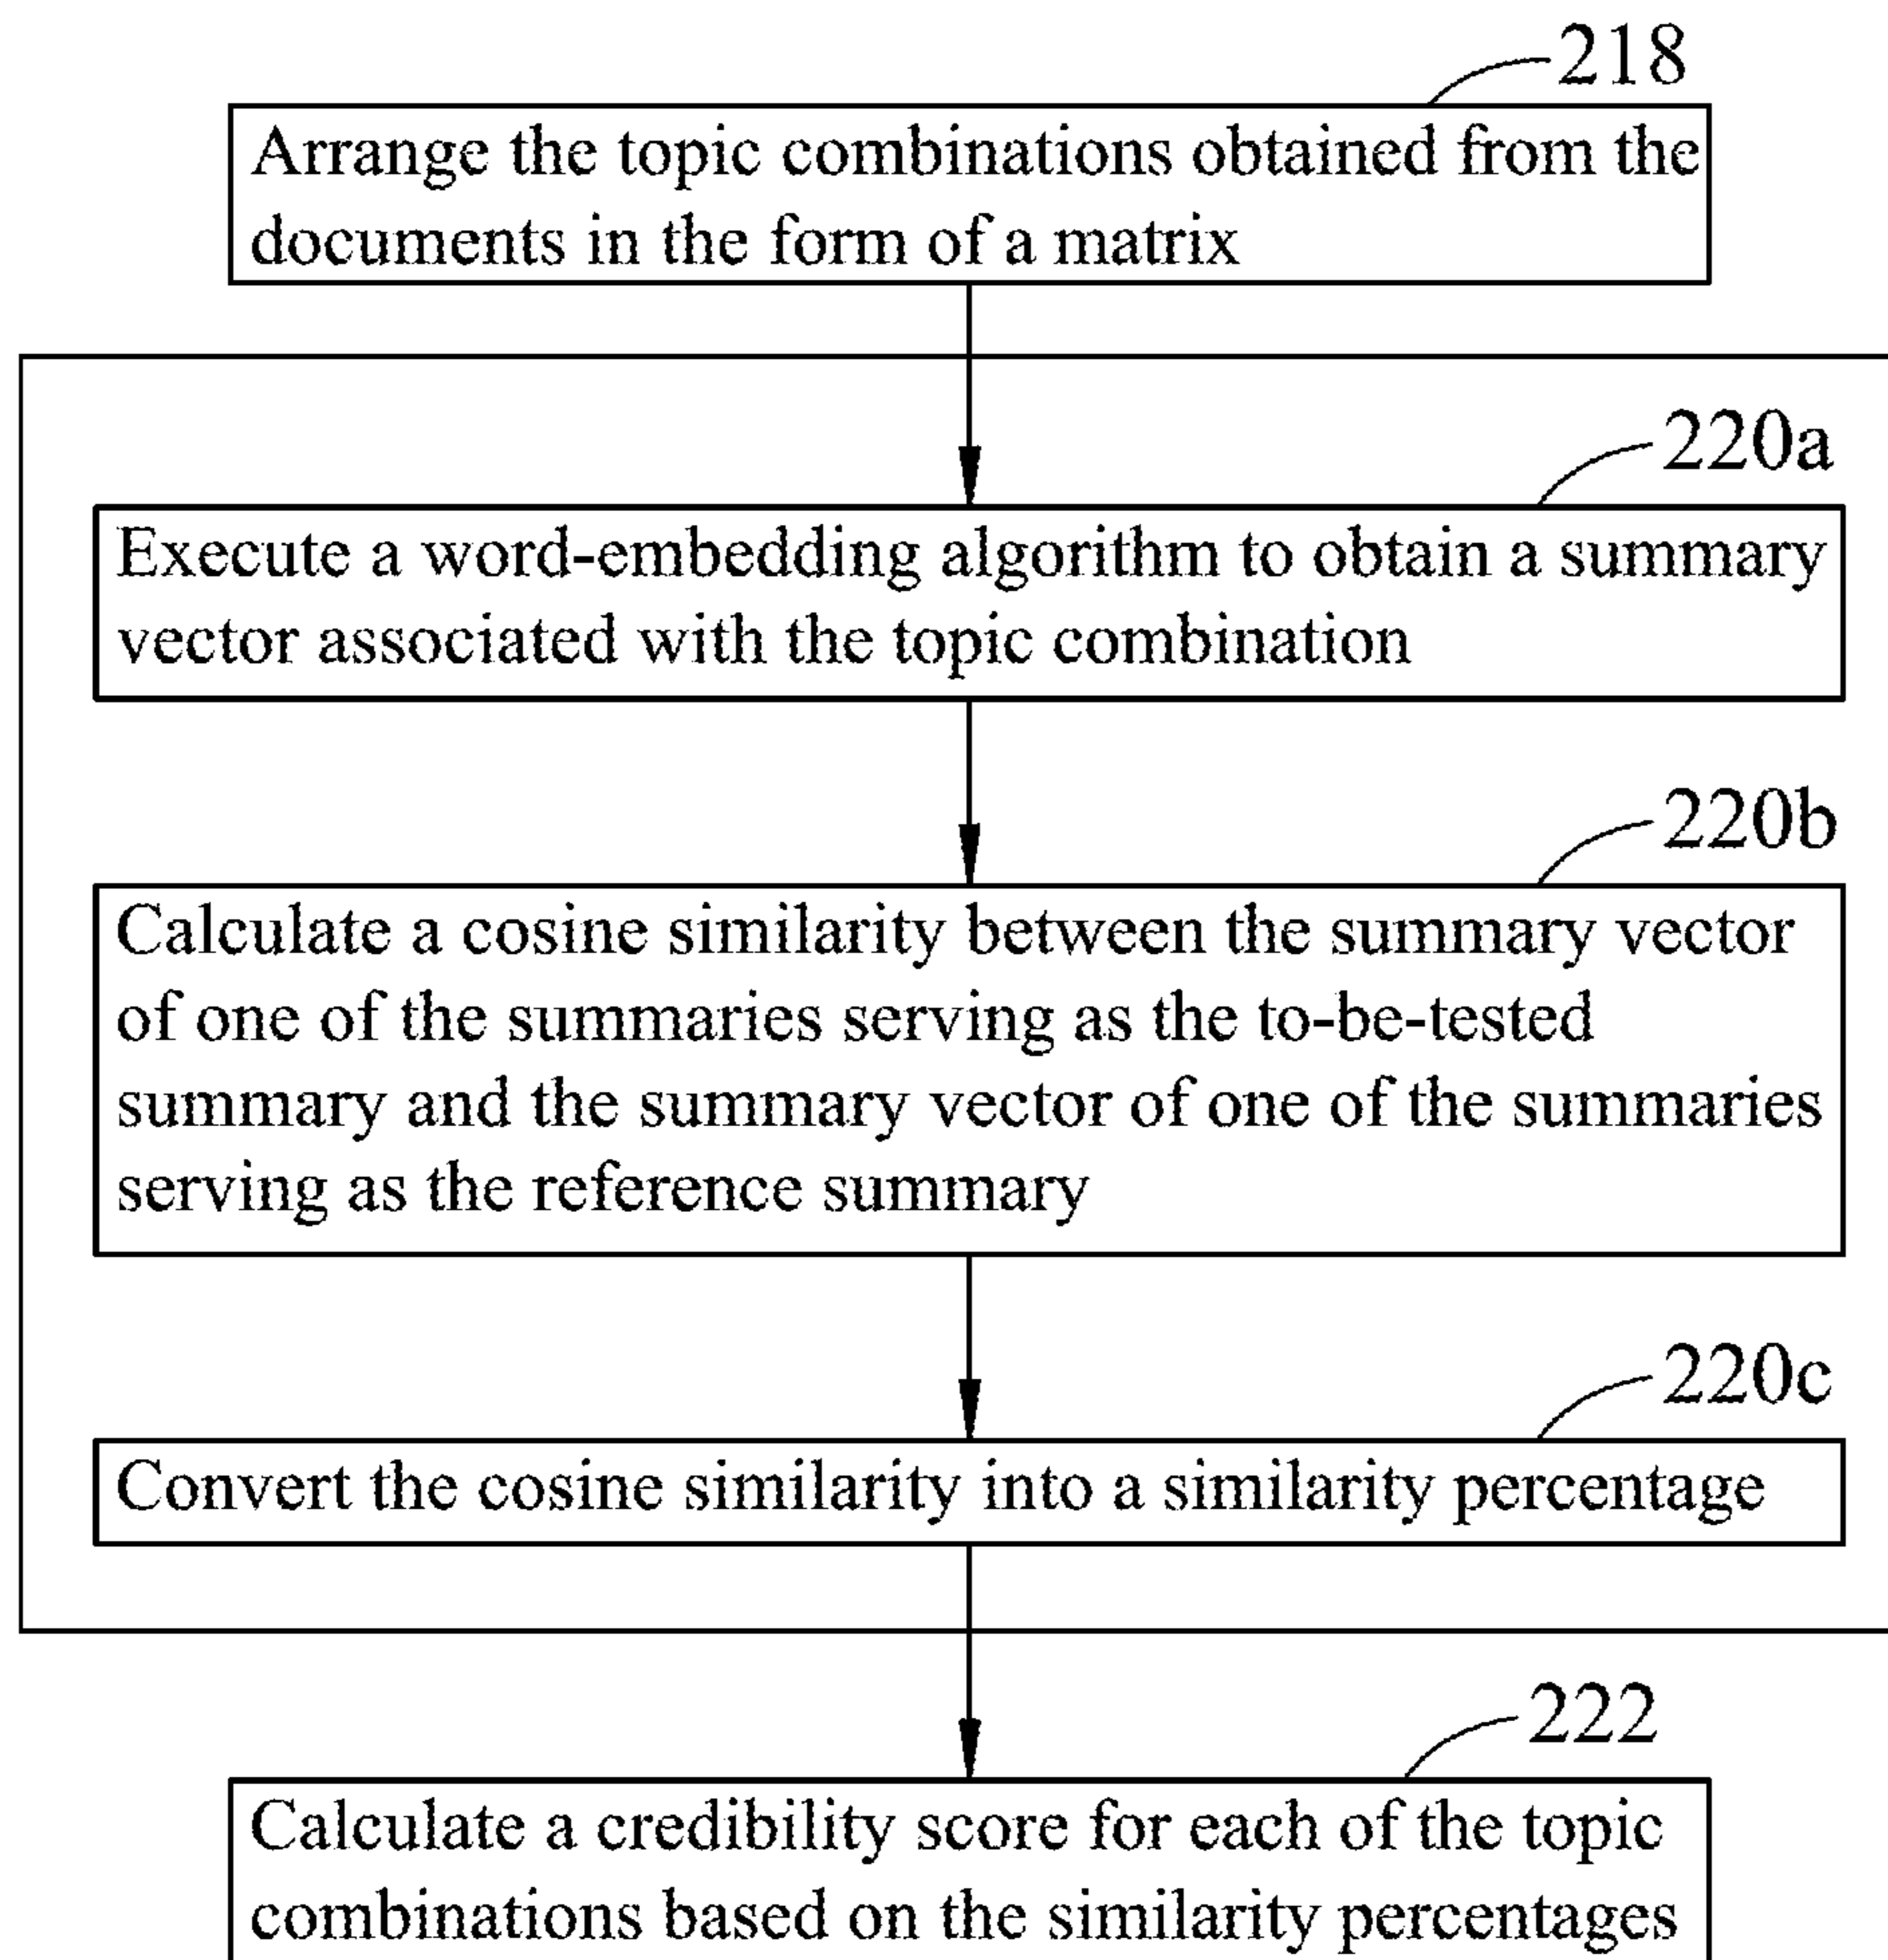 218
Arrange the topic combinations obtained from the
documents in the form of a matrix
220a
Execute a word-embedding algorithm to obtain a summary
vector associated with the topic combination
220b
Calculate a cosine similarity between the summary vector
of one of the summaries serving as the to-be-tested
summary and the summary vector of one of the summaries
serving as the reference summary
220c
Convert the cosine similarity into a similarity percentage
222
Calculate a credibility score for each of the topic
combinations based on the similarity percentages